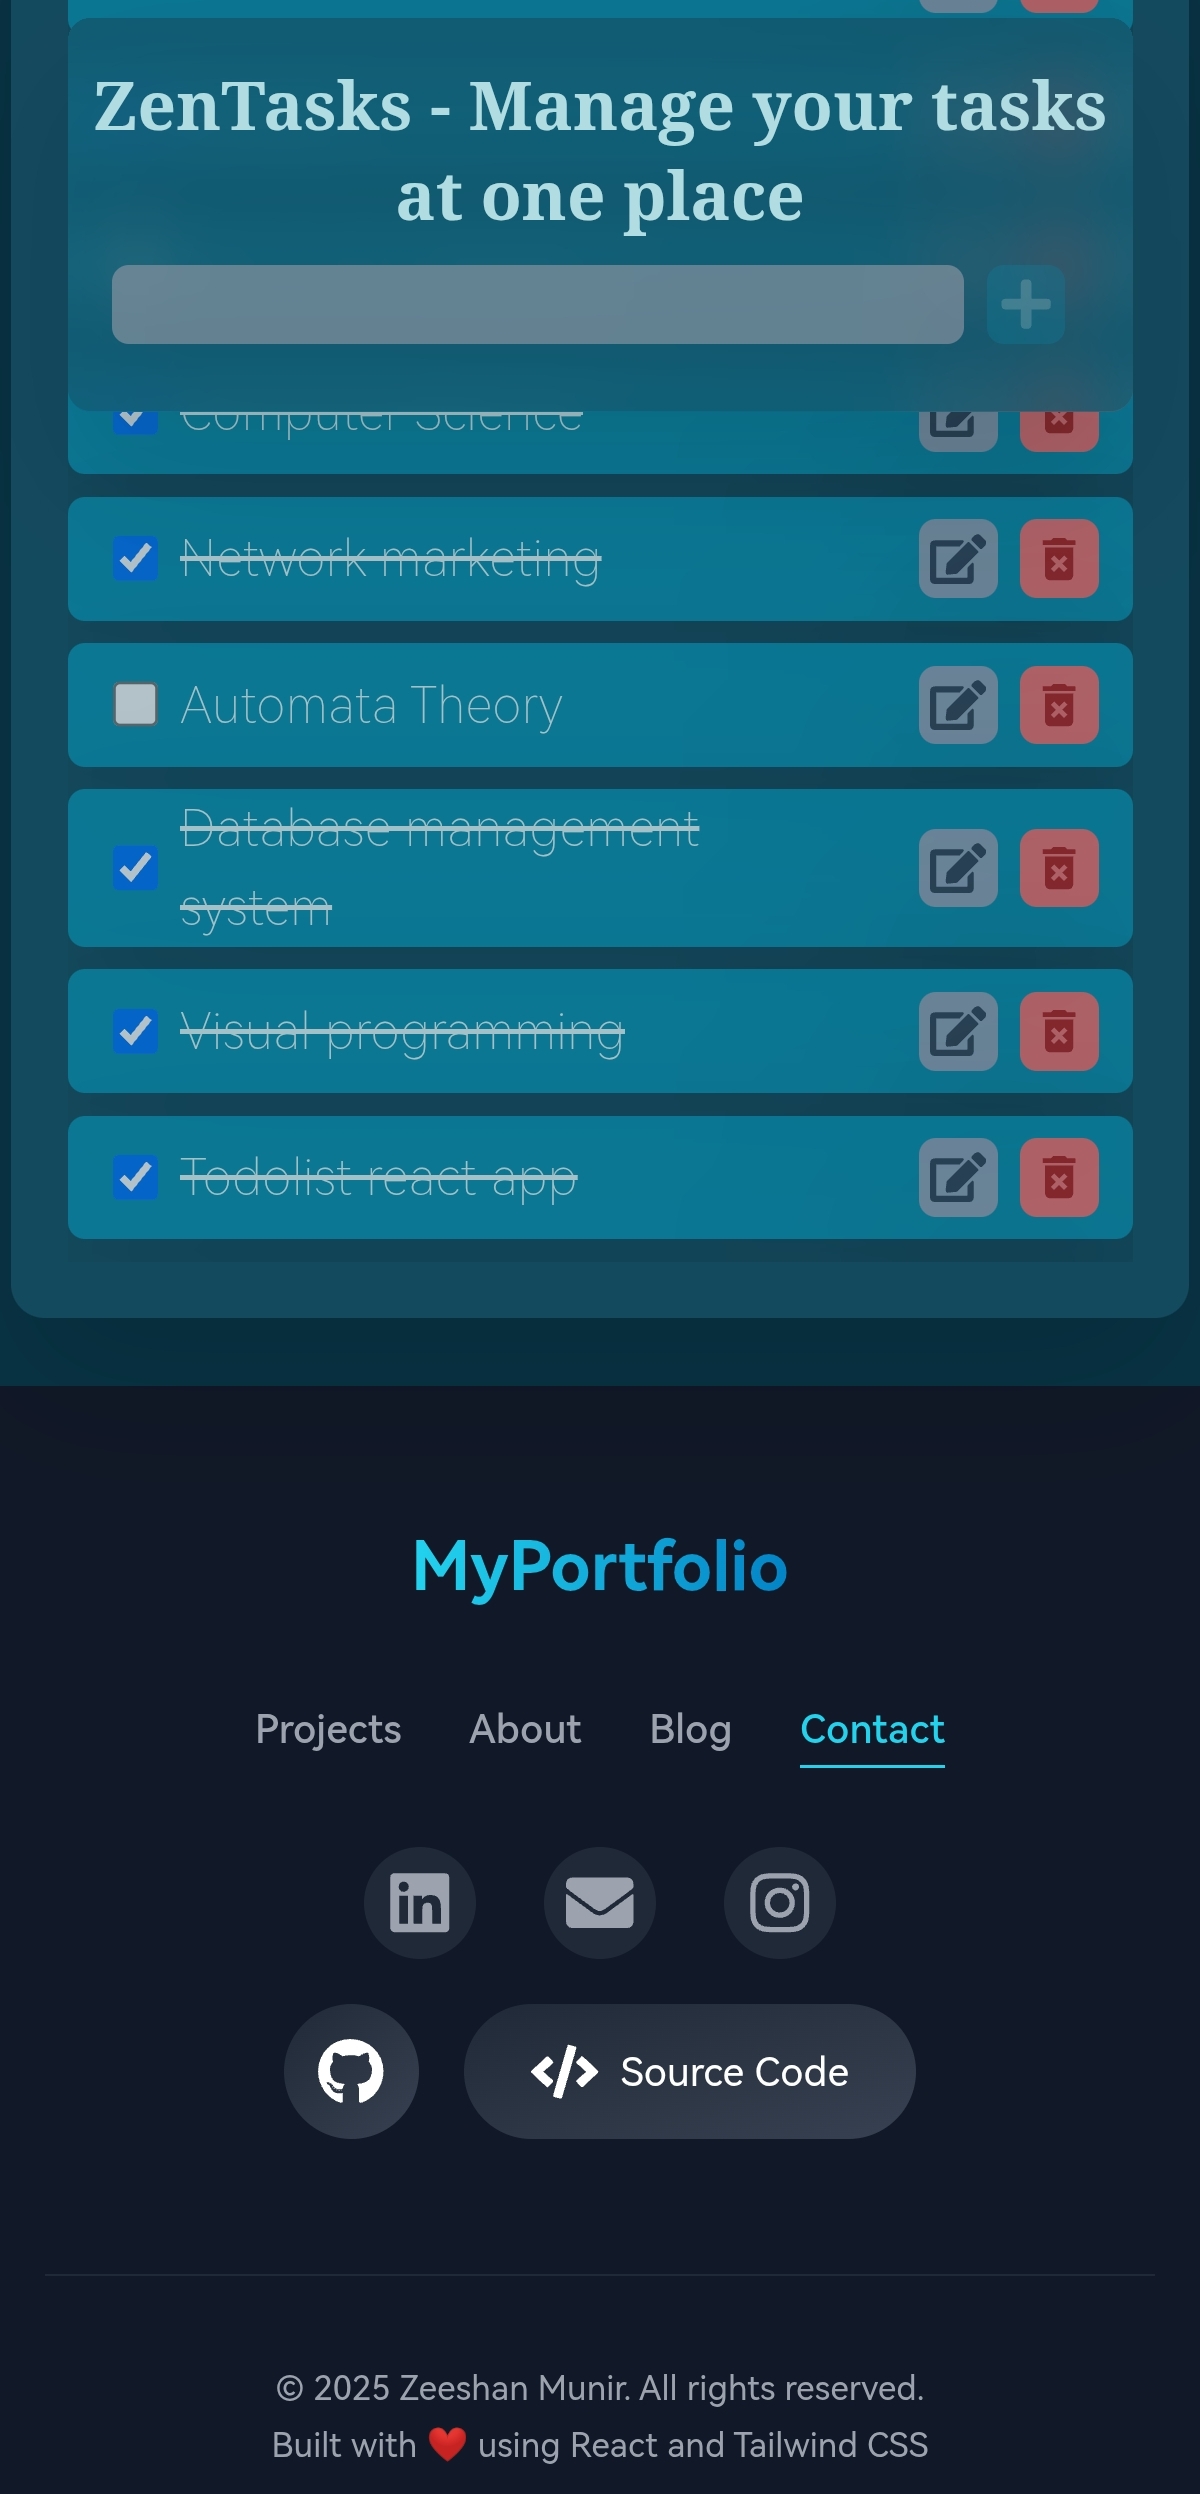 ZenTasks - Manage your tasks
at one place
Computer Science
Network marketing
Automata Theory
Database management
system
Visual programming
Todolist react app
MyPortfolio
Projects About Blog Contact
Source Code
© 2025 Zeeshan Munir. All rights reserved.
Built with ❤️ using React and Tailwind CSS